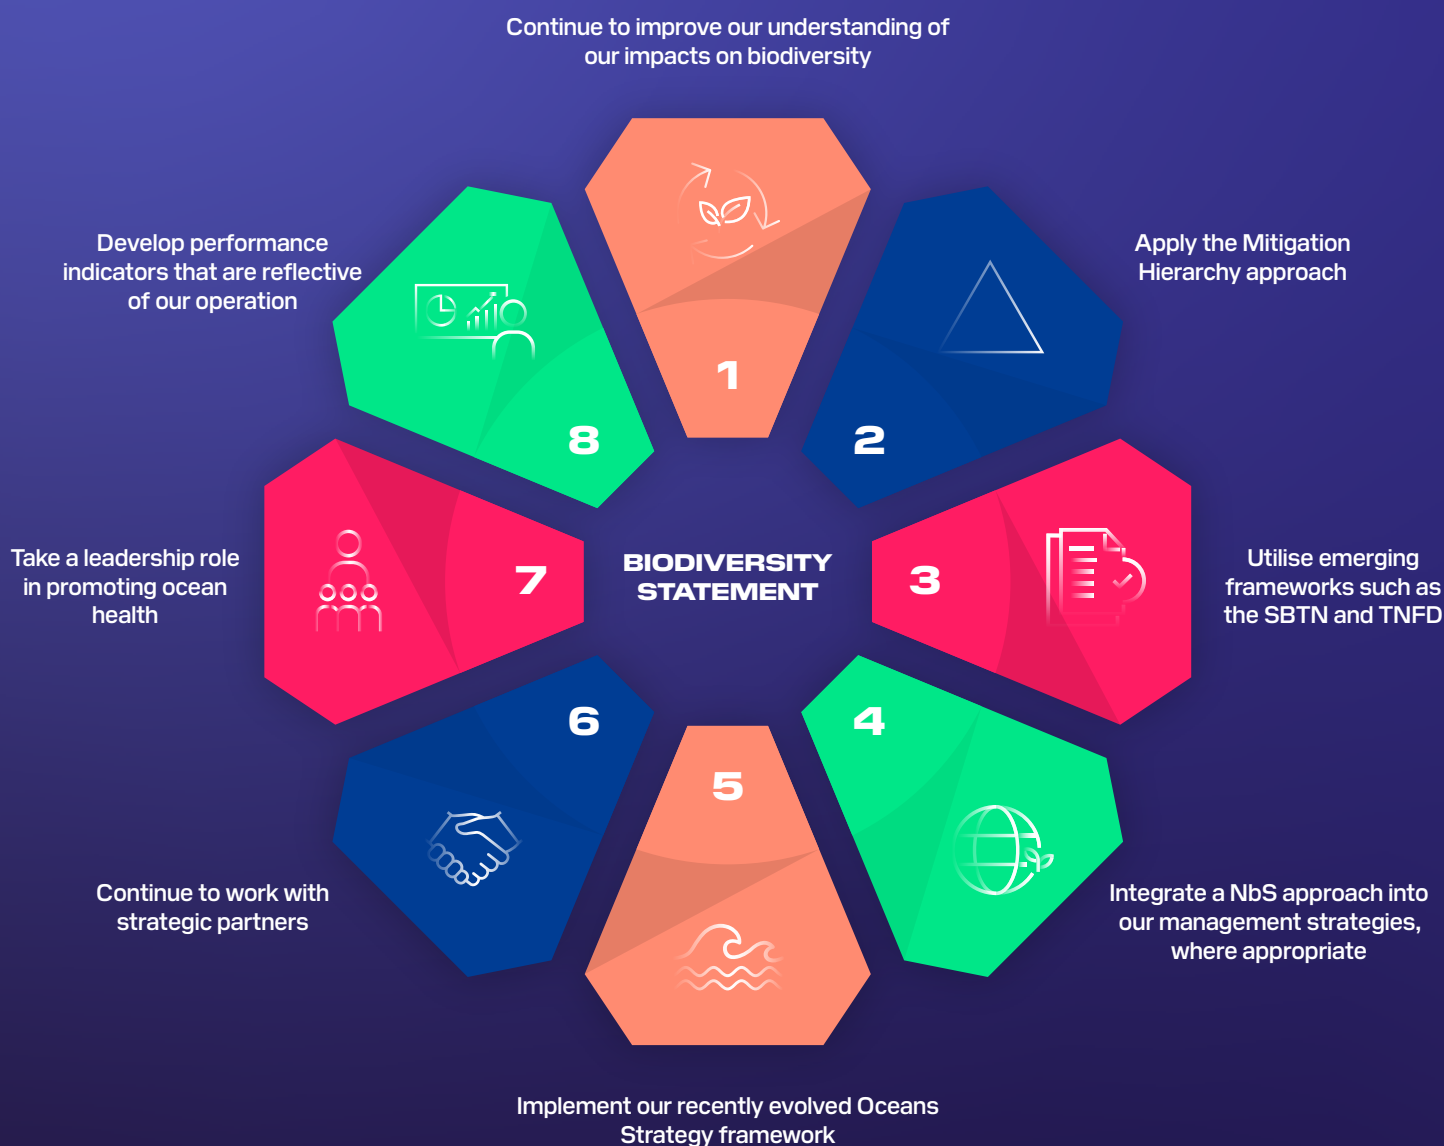 Continue to improve our understanding of
our impacts on biodiversity
1
Apply the Mitigation
Hierarchy approach
2
Utilise emerging
frameworks such as
the SBTN and TNFD
3
Integrate a NbS approach into
our management strategies,
where appropriate
4
Implement our recently evolved Oceans
Strategy framework
5
Continue to work with
strategic partners
6
Take a leadership role
in promoting ocean
health
7
Develop performance
indicators that are reflective
of our operation
8
BIODIVERSITY
STATEMENT